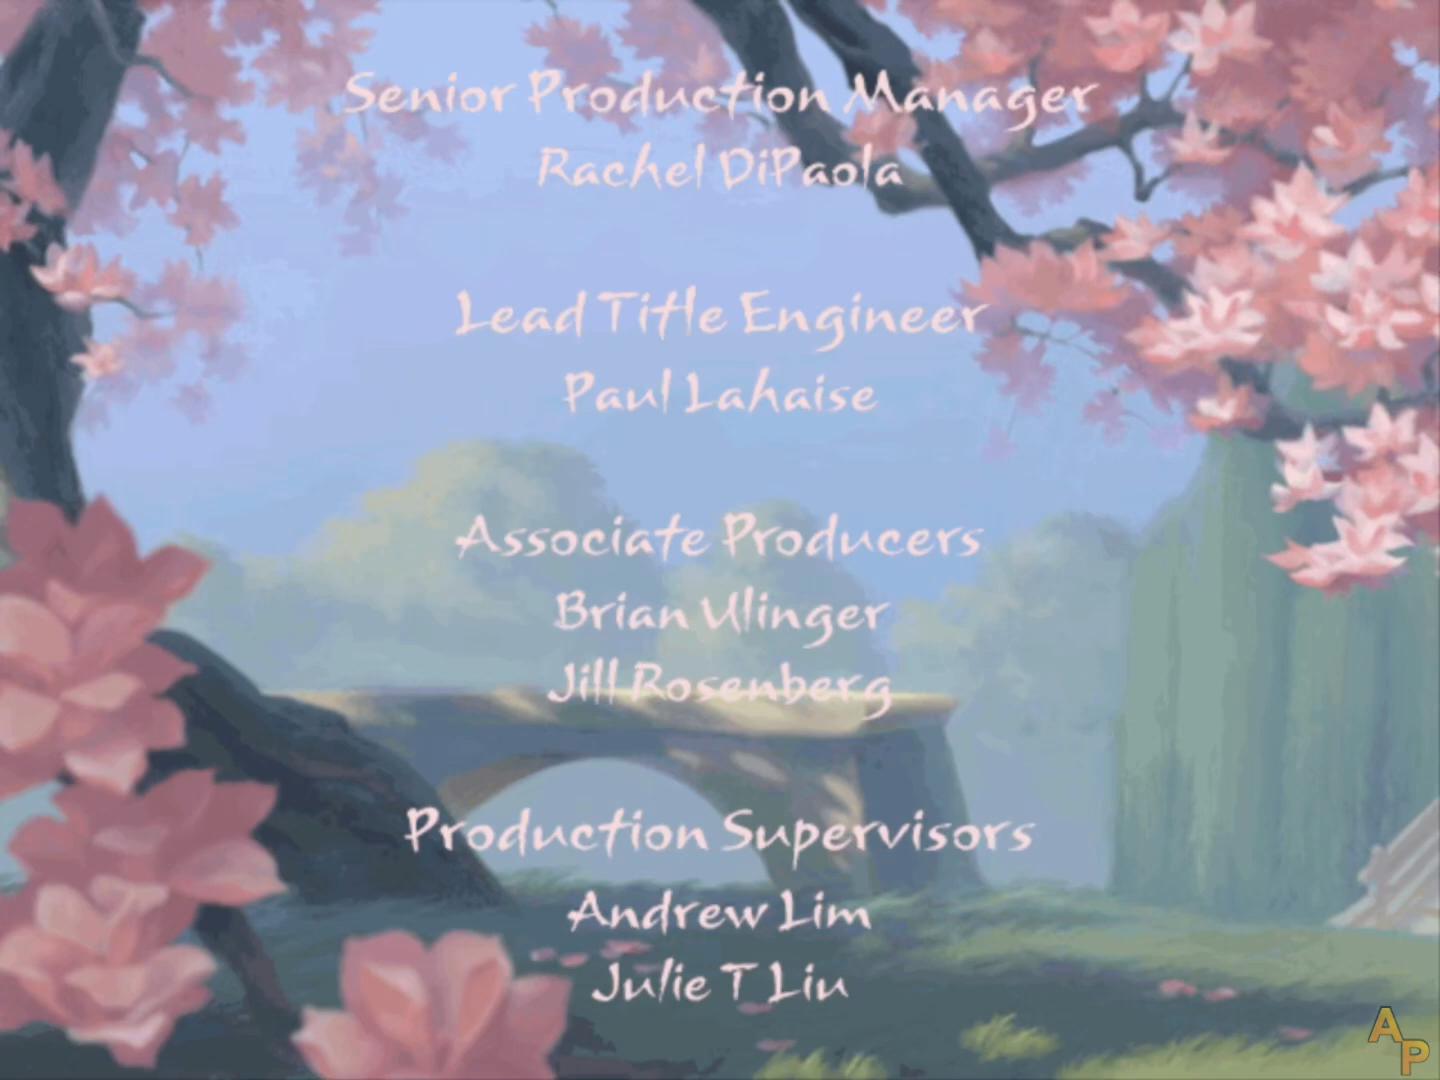 Senior Production Manager
Rachel DiPaola
Lead Title Engineer
Paul Lahaise
Associate Producers
Brian Ulinger
Jill Rosenberg
Production Supervisors
Andrew Lim
Julie T Liu
AP